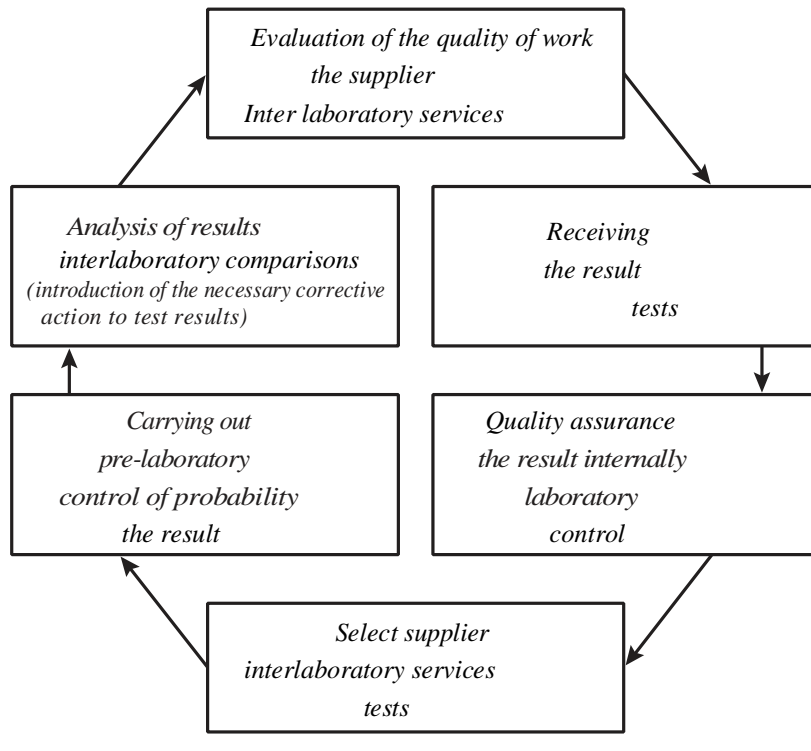 Evaluation of the quality of work
the supplier
Inter laboratory services
Analysis of results
interlaboratory comparisons
(introduction of the necessary corrective
action to test results)
Receiving
the result
tests
Carrying out
pre-laboratory
control of probability
the result
Quality assurance
the result internally
laboratory
control
Select supplier
interlaboratory services
tests